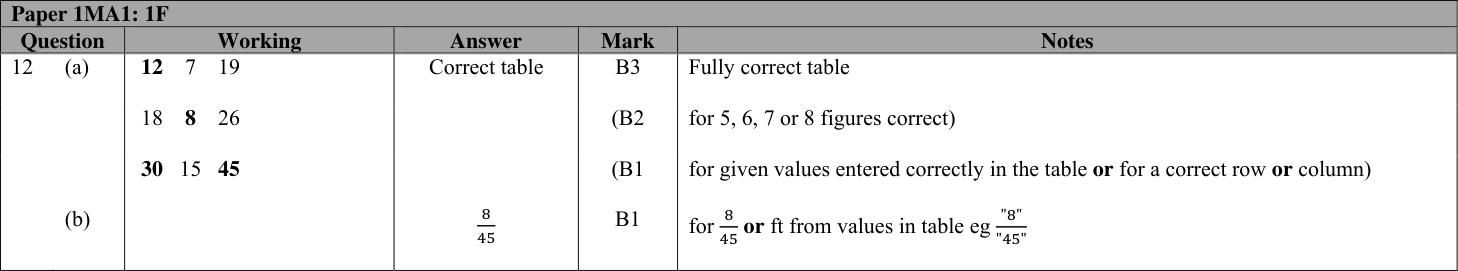 Paper 1MA1: 1F
Question Working Answer Mark Notes
12 (a) 12 7 19 Correct table B3 Fully correct table
18 8 26 (B2 for 5, 6, 7 or 8 figures correct)
30 15 45 (B1 for given values entered correctly in the table or for a correct row or column)
(b) 8/45 B1 for 8/45 or ft from values in table eg "8"/"45"